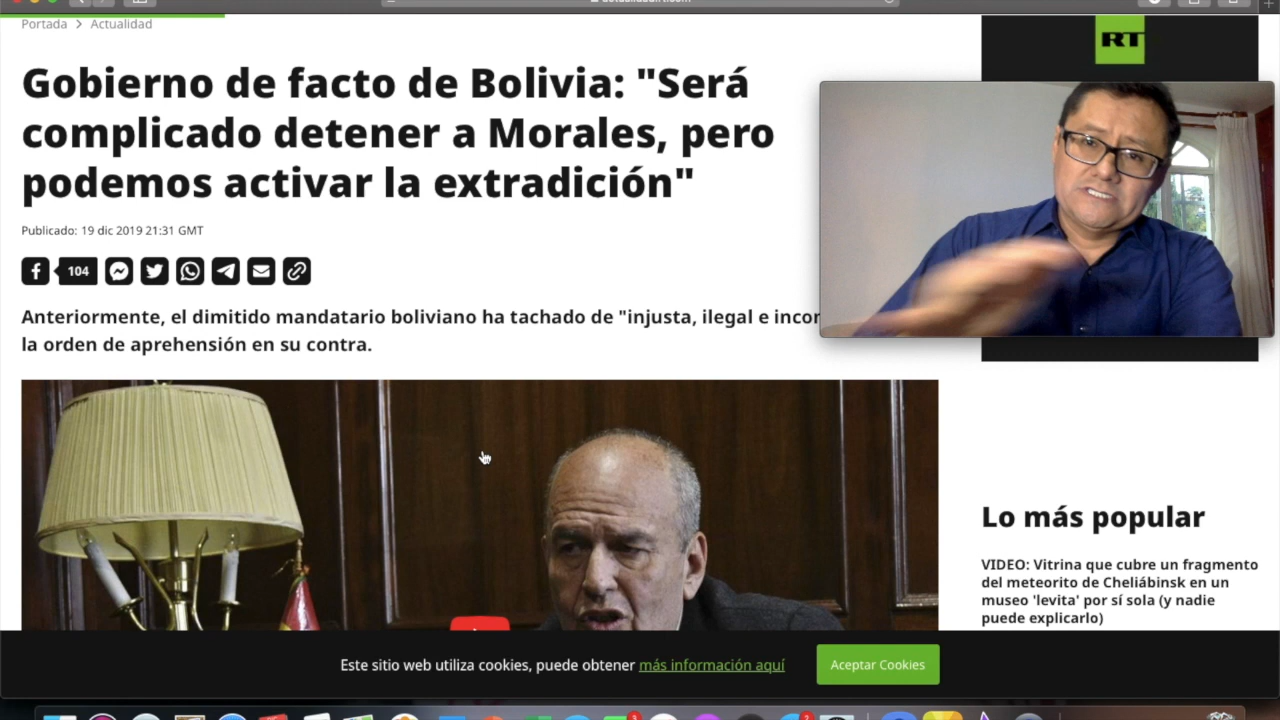 Portada > Actualidad
RT
Gobierno de facto de Bolivia: "Será
complicado detener a Morales, pero
podemos activar la extradición"
Publicado: 19 dic 2019 21:31 GMT
104
Anteriormente, el dimitido mandatario boliviano ha tachado de "injusta, ilegal e incon
la orden de aprehensión en su contra.
Lo más popular
VIDEO: Vitrina que cubre un fragmento
del meteorito de Cheliábinsk en un
museo 'levita' por sí sola (y nadie
puede explicarlo)
Este sitio web utiliza cookies, puede obtener más información aquí
Aceptar Cookies
3